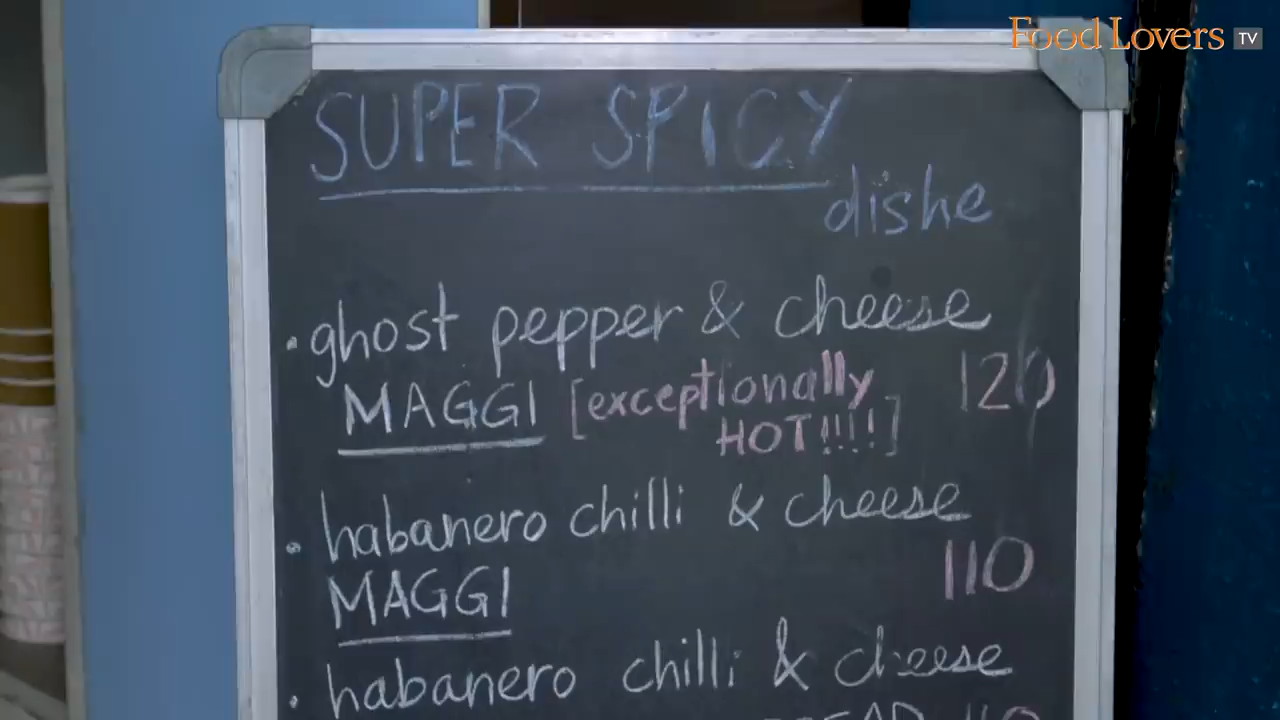 Food Lovers TV
SUPER SPICY
dishe
• ghost pepper & cheese
MAGGI [exceptionally 120
HOT!!!!]
• habanero chilli & cheese
MAGGI 110
• habanero chilli & cheese
110